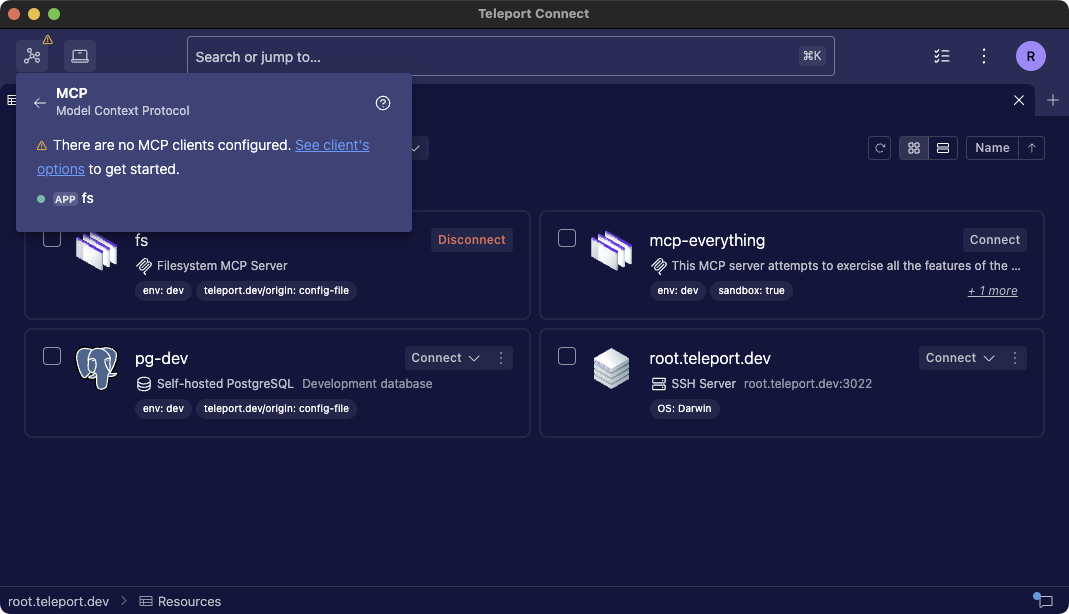 Teleport Connect
Search or jump to...
⌘K
R
MCP
Model Context Protocol
There are no MCP clients configured. See client's
options to get started.
APP fs
Name
fs
Disconnect
Filesystem MCP Server
env: dev
teleport.dev/origin: config-file
mcp-everything
Connect
This MCP server attempts to exercise all the features of the ...
env: dev
sandbox: true
+ 1 more
pg-dev
Connect
Self-hosted PostgreSQL Development database
env: dev
teleport.dev/origin: config-file
root.teleport.dev
Connect
SSH Server root.teleport.dev:3022
OS: Darwin
root.teleport.dev
Resources